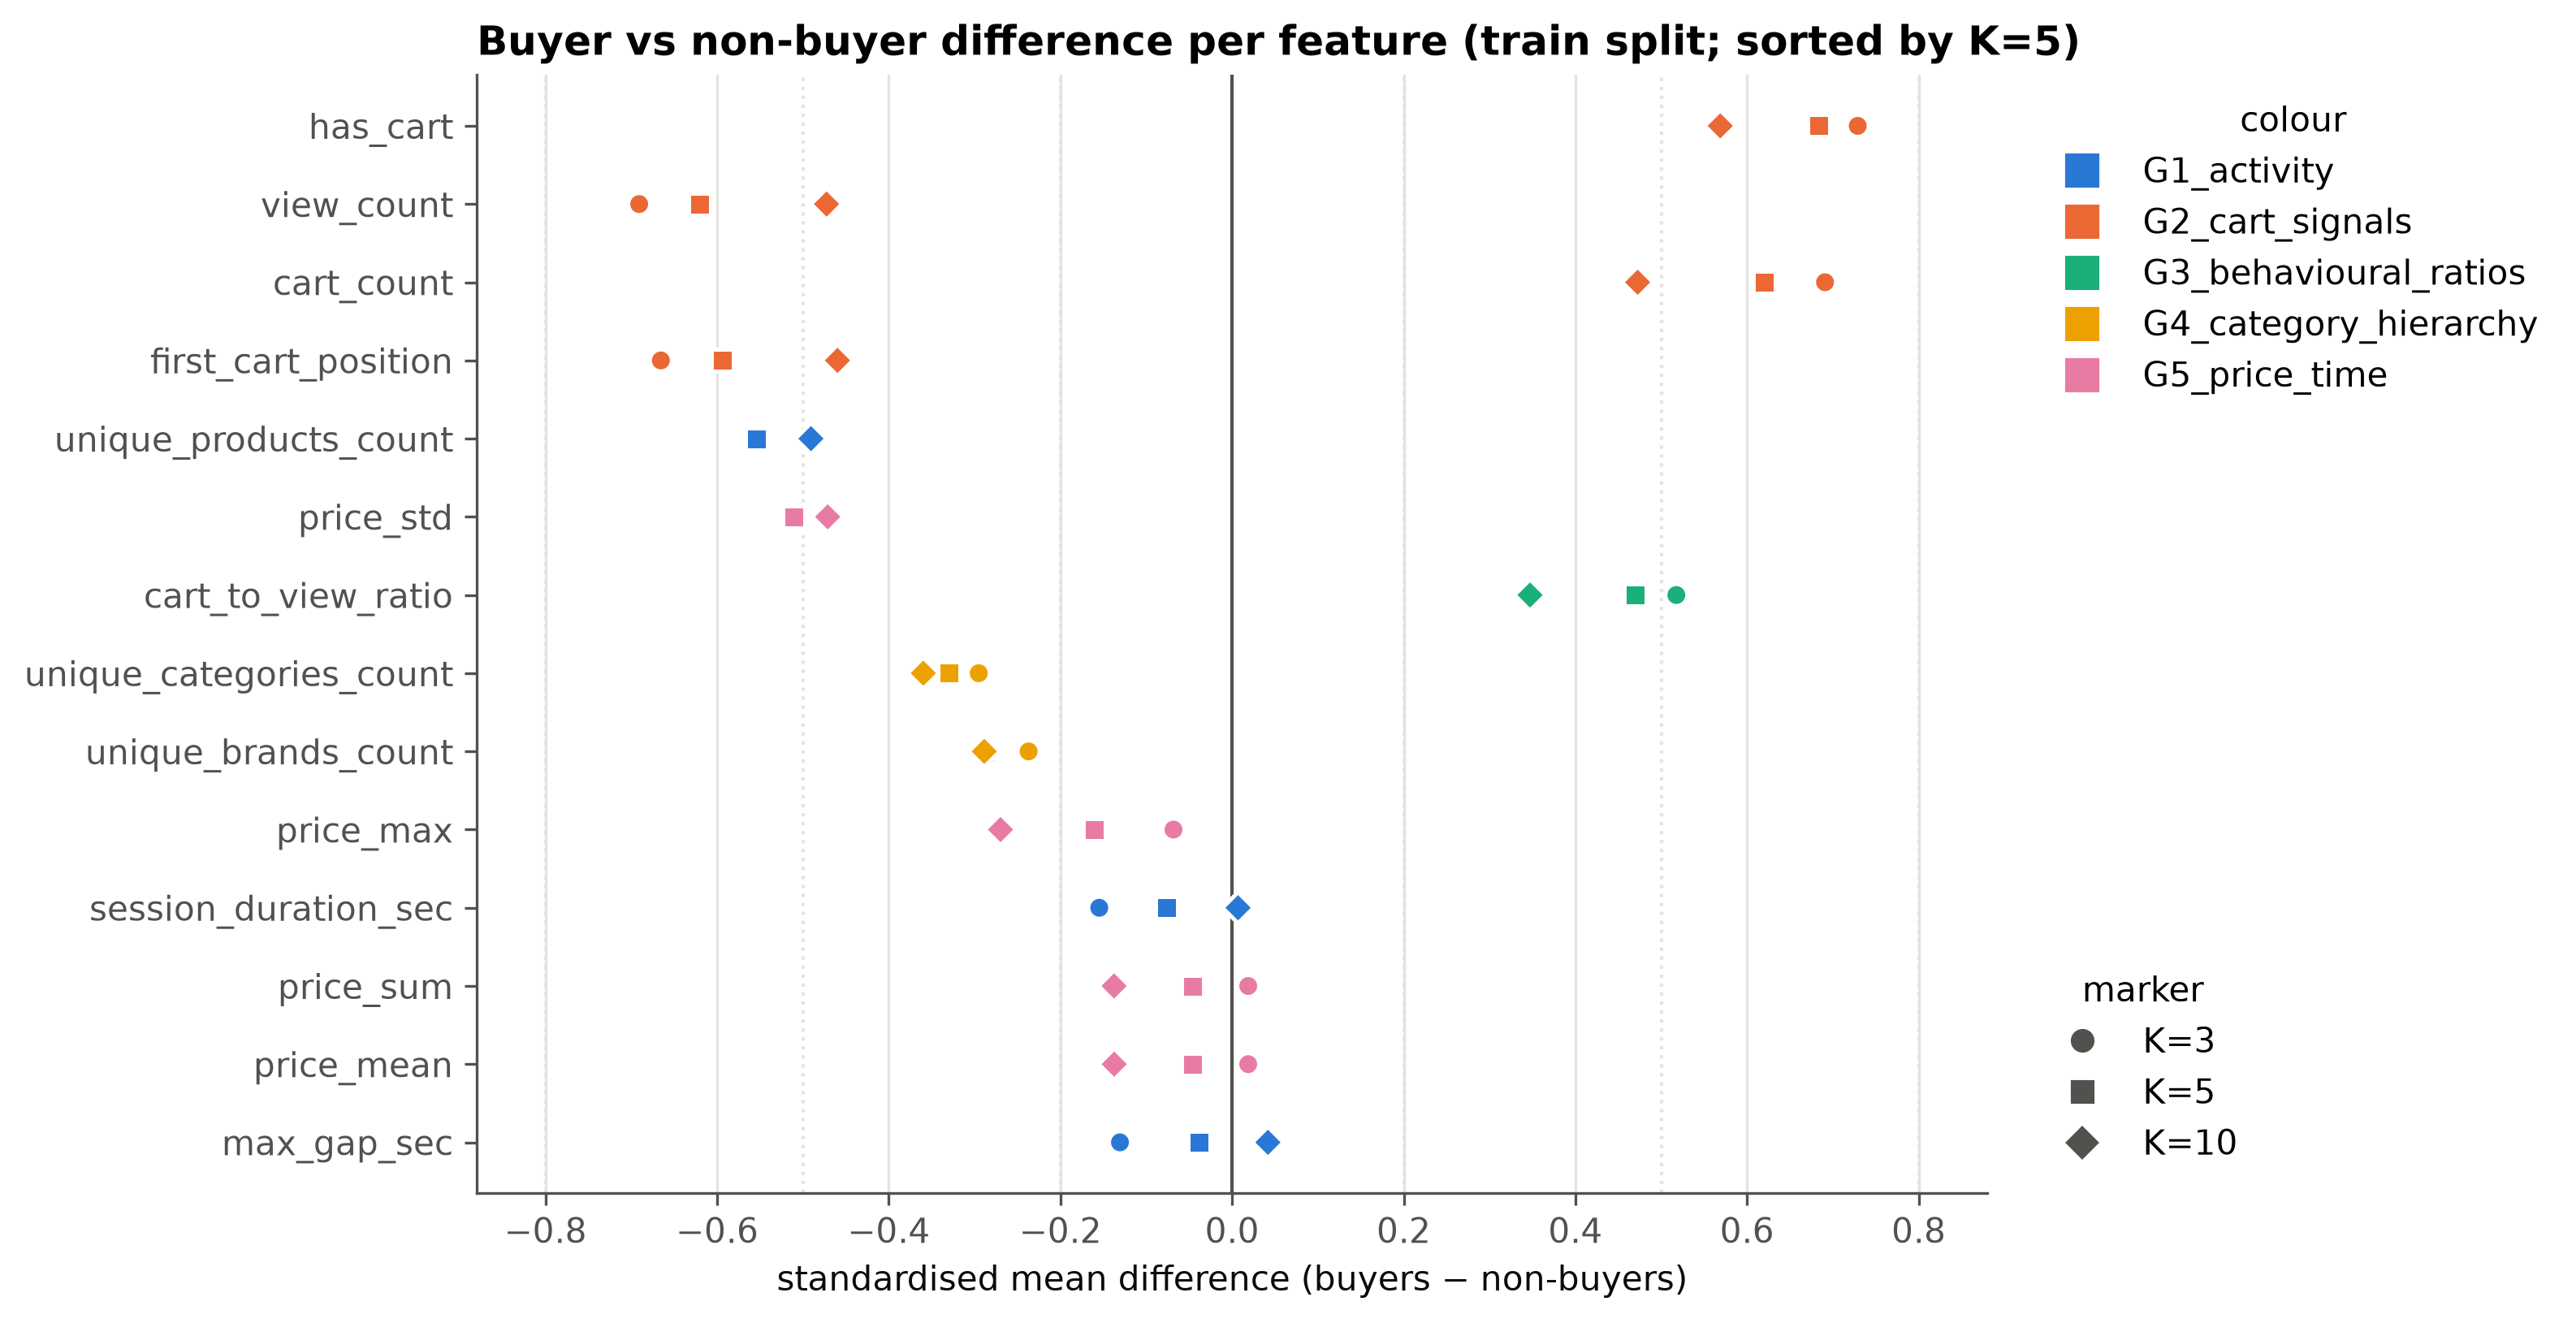 Buyer vs non-buyer difference per feature (train split; sorted by K=5)
has_cart
view_count
cart_count
first_cart_position
unique_products_count
price_std
cart_to_view_ratio
unique_categories_count
unique_brands_count
price_max
session_duration_sec
price_sum
price_mean
max_gap_sec
−0.8 −0.6 −0.4 −0.2 0.0 0.2 0.4 0.6 0.8
standardised mean difference (buyers − non-buyers)
colour
G1_activity
G2_cart_signals
G3_behavioural_ratios
G4_category_hierarchy
G5_price_time
marker
K=3
K=5
K=10